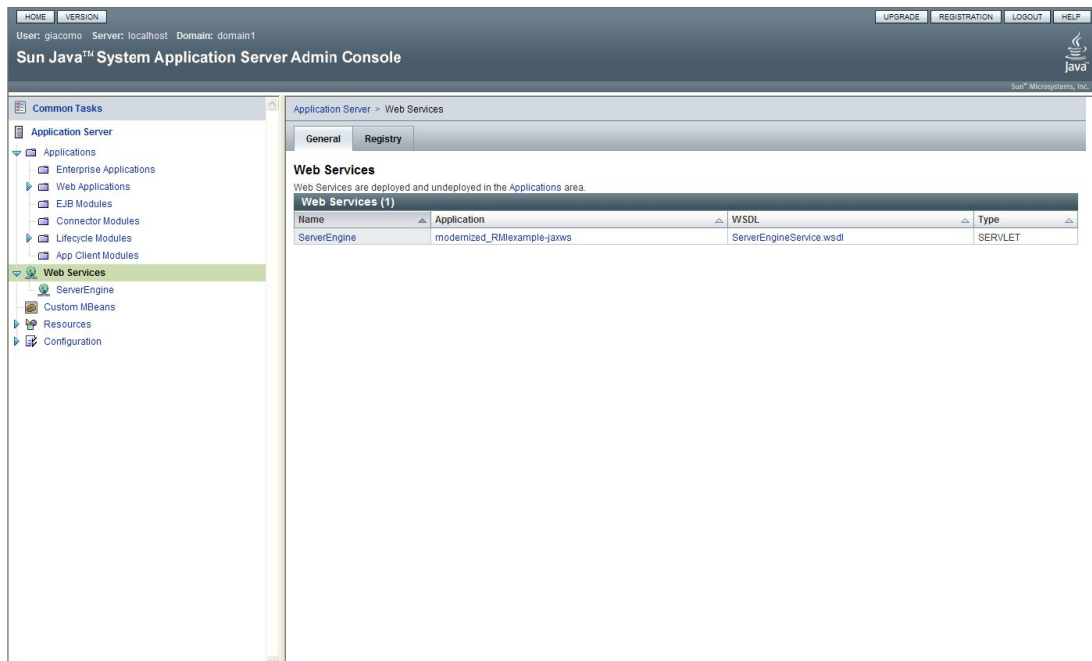 HOME VERSION UPGRADE REGISTRATION LOGOUT HELP
User: giacomo Server: localhost Domain: domain1
Sun Java™ System Application Server Admin Console
Java
Sun™ Microsystems, Inc.
Common Tasks
Application Server
Applications
Enterprise Applications
Web Applications
EJB Modules
Connector Modules
Lifecycle Modules
App Client Modules
Web Services
ServerEngine
Custom MBeans
Resources
Configuration
Application Server > Web Services
General Registry
Web Services
Web Services are deployed and undeployed in the Applications area.
Web Services (1)
Name Application WSDL Type
ServerEngine modernized_RMIexample-jaxws ServerEngineService.wsdl SERVLET